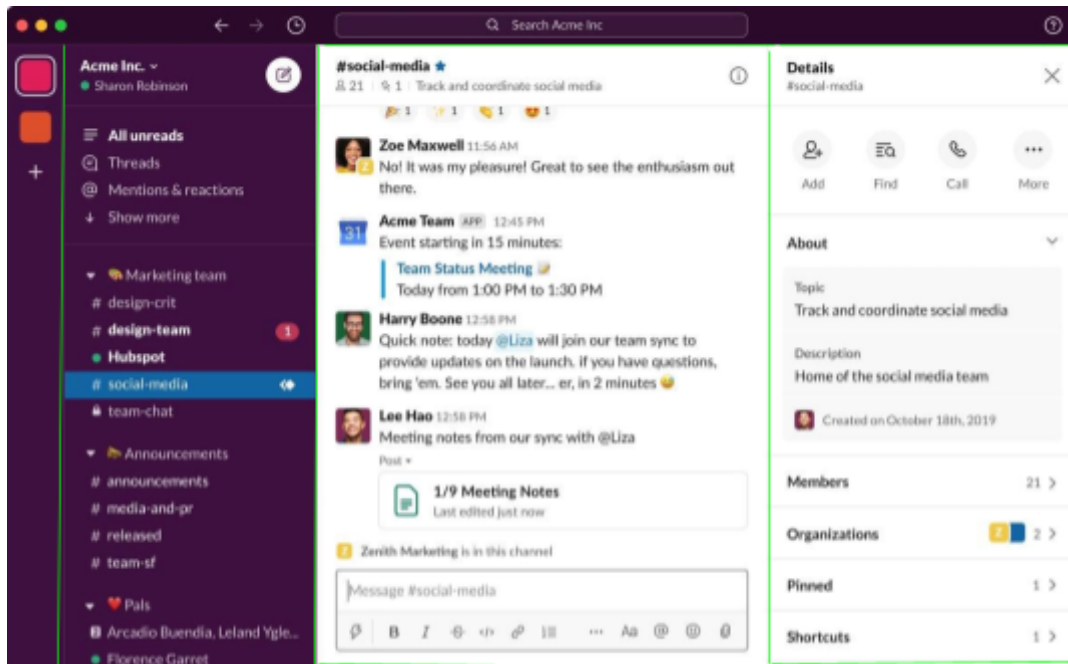 Search Acme Inc
Acme Inc.
Sharon Robinson
All unreads
Threads
Mentions & reactions
Show more
Marketing team
# design-crit
# design-team 1
Hubspot
# social-media
team-chat
Announcements
# announcements
# media-and-pr
# released
# team-sf
Pals
2 Arcadio Buendia, Leland Ygle...
Florence Garret
#social-media
21 | 1 | Track and coordinate social media
1 1 1 1
Zoe Maxwell 11:56 AM
No! It was my pleasure! Great to see the enthusiasm out
there.
31
Acme Team APP 12:45 PM
Event starting in 15 minutes:
Team Status Meeting 📝
Today from 1:00 PM to 1:30 PM
Harry Boone 12:58 PM
Quick note: today @Liza will join our team sync to
provide updates on the launch. if you have questions,
bring 'em. See you all later... er, in 2 minutes 😅
Lee Hao 12:58 PM
Meeting notes from our sync with @Liza
Post
1/9 Meeting Notes
Last edited just now
Z Zenith Marketing is in this channel
Message #social-media
B I S </> ... Aa @
Details
#social-media
Add Find Call More
About
Topic
Track and coordinate social media
Description
Home of the social media team
Created on October 18th, 2019
Members 21 >
Organizations Z 2 >
Pinned 1 >
Shortcuts 1 >